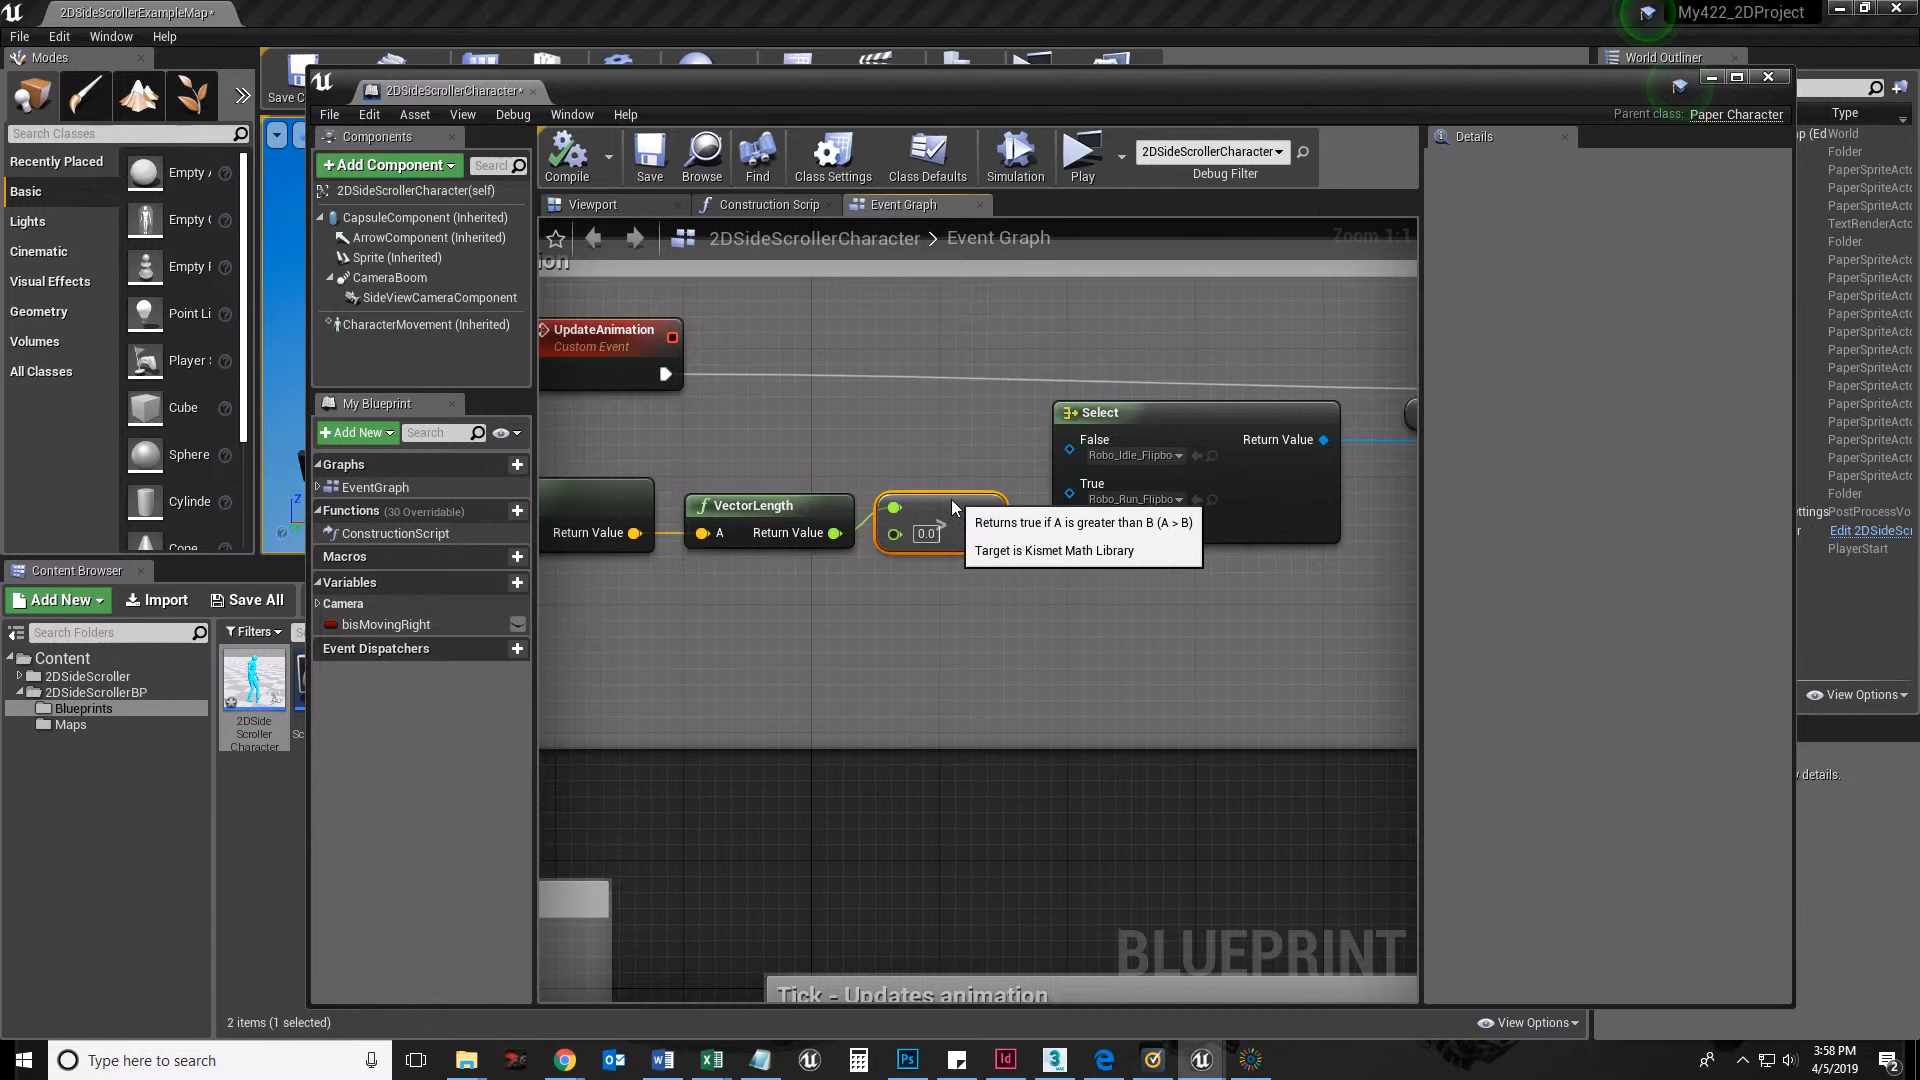 2DSideScrollerExampleMap*
My422_2DProject
File Edit Window Help
Modes
World Outliner
Save C
2DSideScrollerCharacter*
File Edit Asset View Debug Window Help
Parent class: Paper Character
Search Classes
Recently Placed
Basic
Lights
Cinematic
Visual Effects
Geometry
Volumes
All Classes
Empty A
Empty C
Empty P
Point Li
Player S
Cube
Sphere
Cylinde
Cone
Components
+Add Component
Search
2DSideScrollerCharacter(self)
CapsuleComponent (Inherited)
ArrowComponent (Inherited)
Sprite (Inherited)
CameraBoom
SideViewCameraComponent
CharacterMovement (Inherited)
My Blueprint
+Add New
Search
Graphs
EventGraph
Functions (30 Overridable)
ConstructionScript
Macros
Variables
Camera
bisMovingRight
Event Dispatchers
Compile
Save
Browse
Find
Class Settings
Class Defaults
Simulation
Play
2DSideScrollerCharacter
Debug Filter
Viewport
Construction Scrip
Event Graph
2DSideScrollerCharacter > Event Graph
Zoom 1:1
ion
UpdateAnimation
Custom Event
Return Value
VectorLength
A Return Value
0.0
>
Select
False
Robo_Idle_Flipbo
Return Value
True
Robo_Run_Flipbo
Returns true if A is greater than B (A > B)
Target is Kismet Math Library
BLUEPRINT
Tick - Updates animation
Details
Type
ap (Ed World
Folder
PaperSpriteActo
PaperSpriteActo
PaperSpriteActo
TextRenderActo
Folder
PaperSpriteActo
PaperSpriteActo
PaperSpriteActo
PaperSpriteActo
PaperSpriteActo
PaperSpriteActo
PaperSpriteActo
PaperSpriteActo
PaperSpriteActo
PaperSpriteActo
PaperSpriteActo
Folder
PaperSpriteActo
ettings PostProcessVo
Edit 2DSideScr
PlayerStart
View Options
details.
Content Browser
Add New
Import
Save All
Search Folders
Filters
Content
2DSideScroller
2DSideScrollerBP
Blueprints
Maps
2DSide
Scroller
Character
Sc
2 items (1 selected)
View Options
Type here to search
3:58 PM
4/5/2019
2